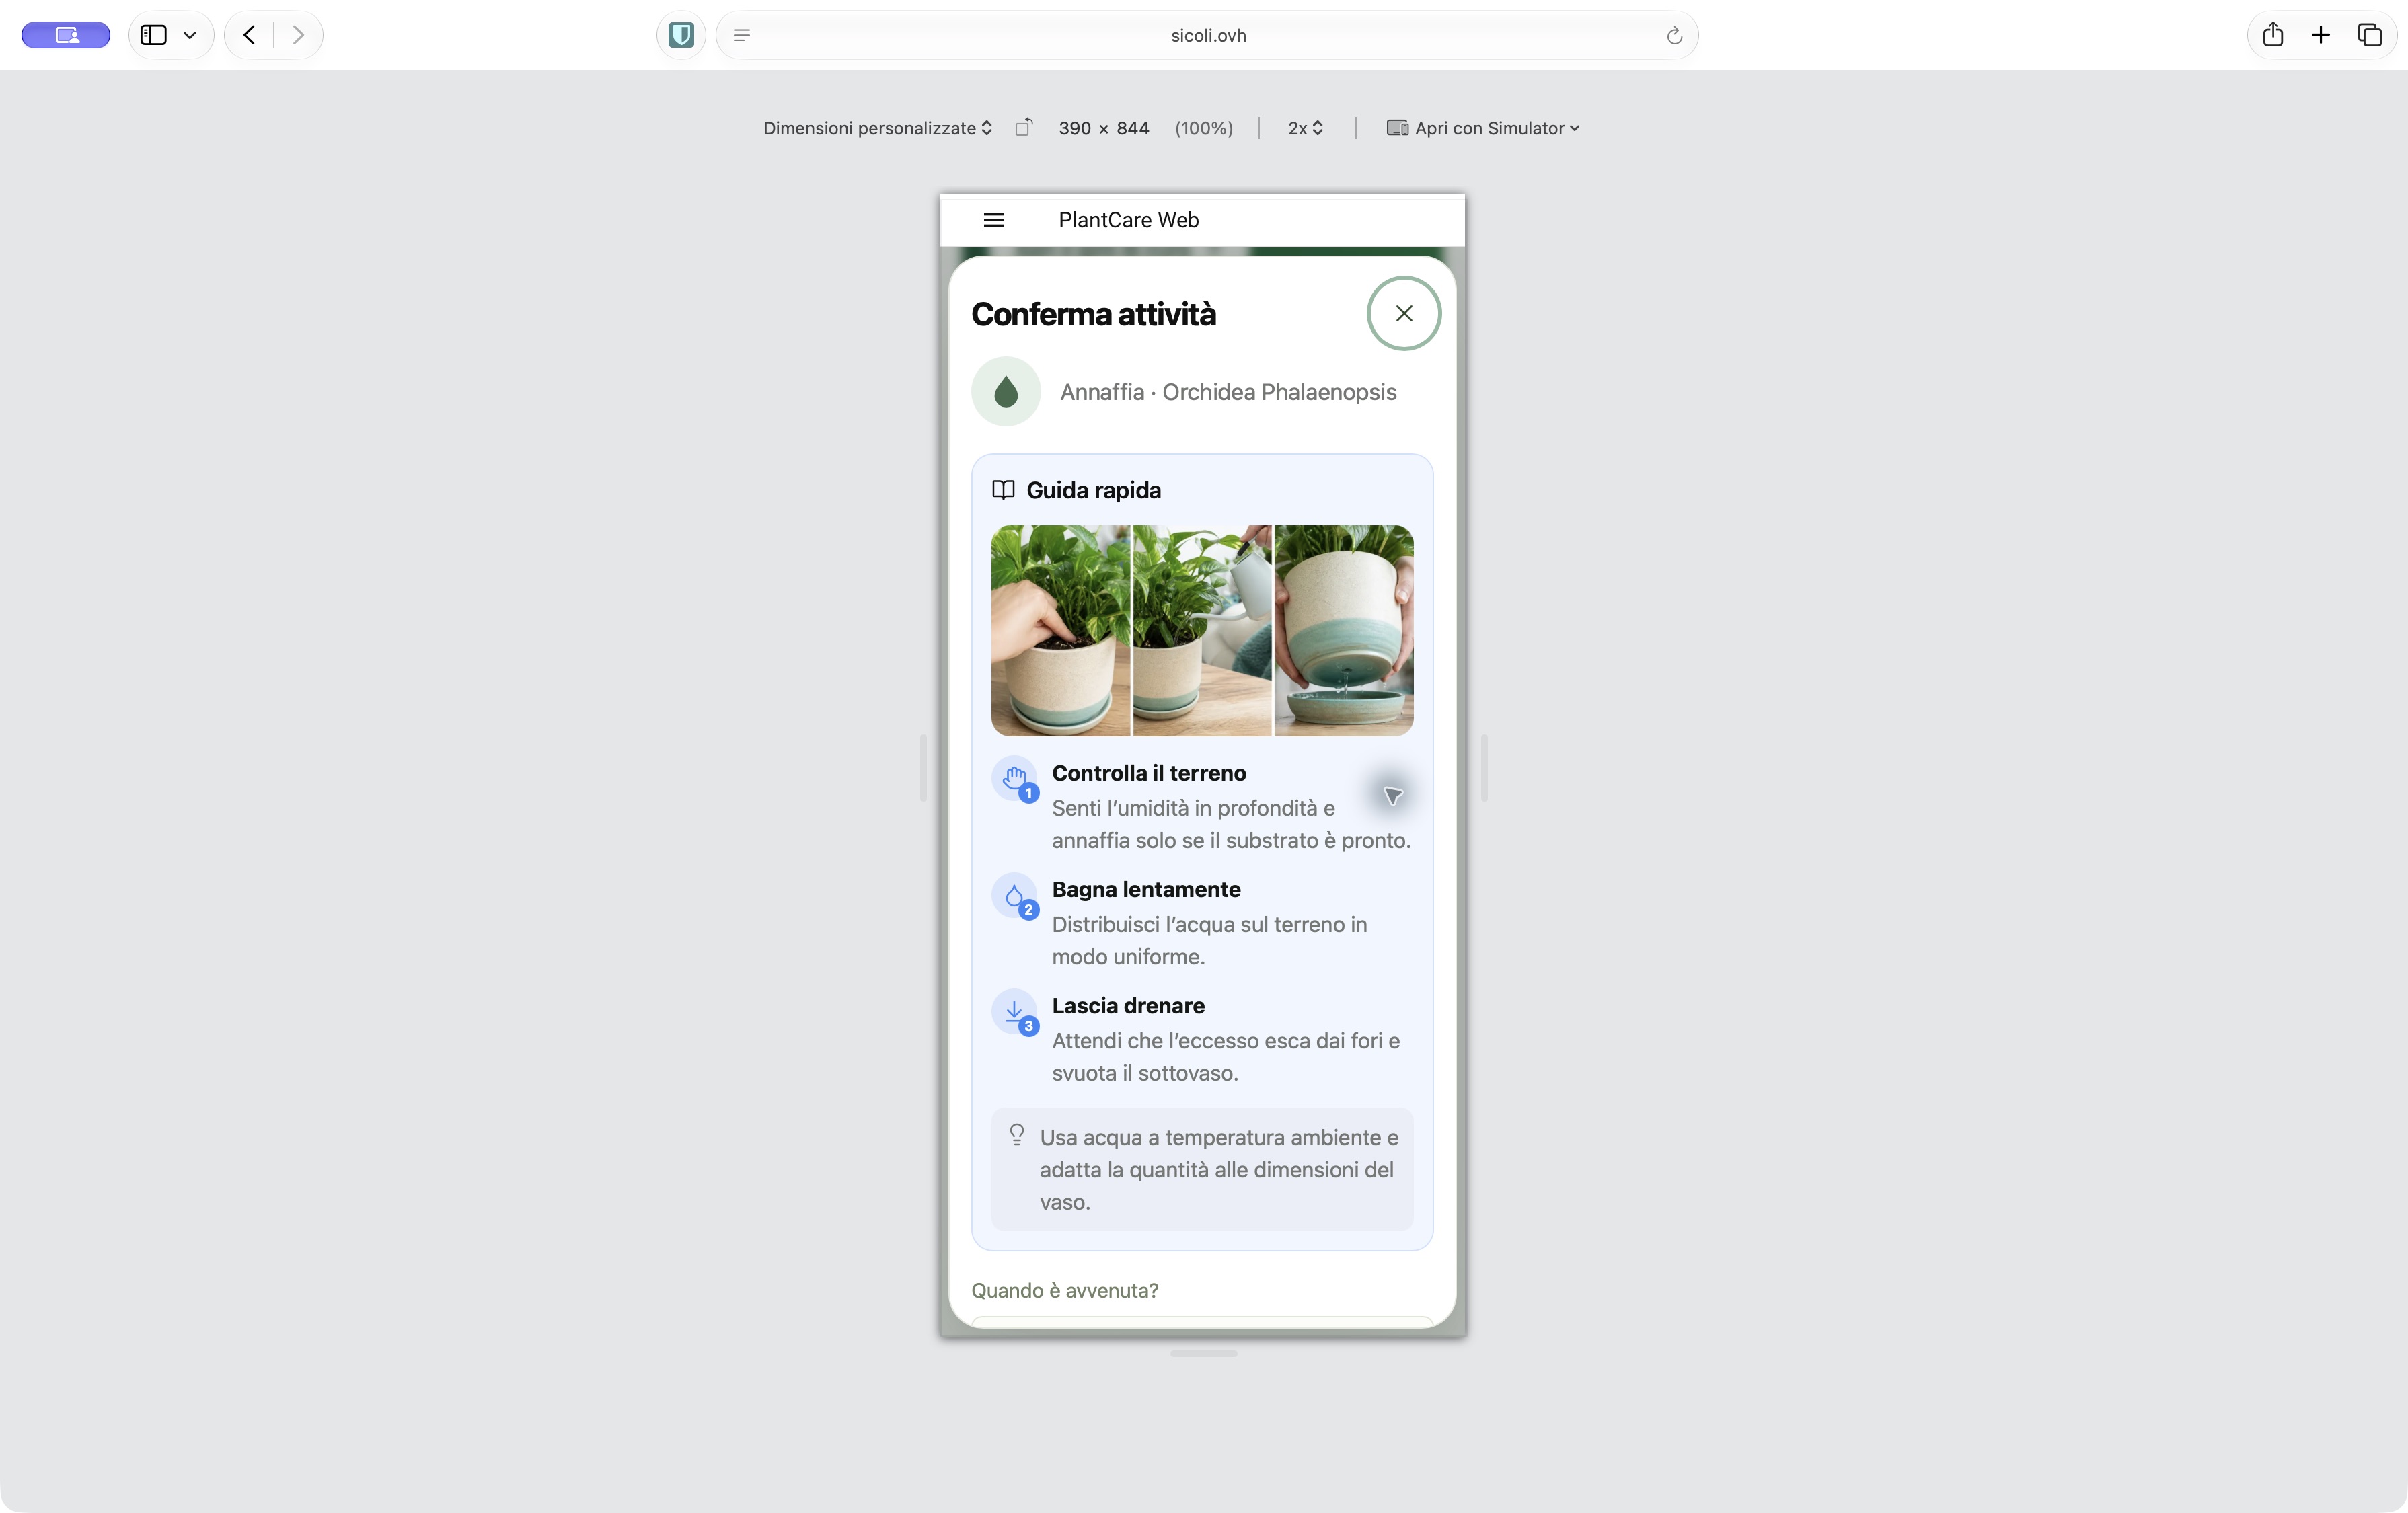 sicoli.ovh
Dimensioni personalizzate 390 × 844 (100%) 2x Apri con Simulator
PlantCare Web
Conferma attività
Annaffia · Orchidea Phalaenopsis
Guida rapida
1 Controlla il terreno
Senti l’umidità in profondità e
annaffia solo se il substrato è pronto.
2 Bagna lentamente
Distribuisci l’acqua sul terreno in
modo uniforme.
3 Lascia drenare
Attendi che l’eccesso esca dai fori e
svuota il sottovaso.
Usa acqua a temperatura ambiente e
adatta la quantità alle dimensioni del
vaso.
Quando è avvenuta?